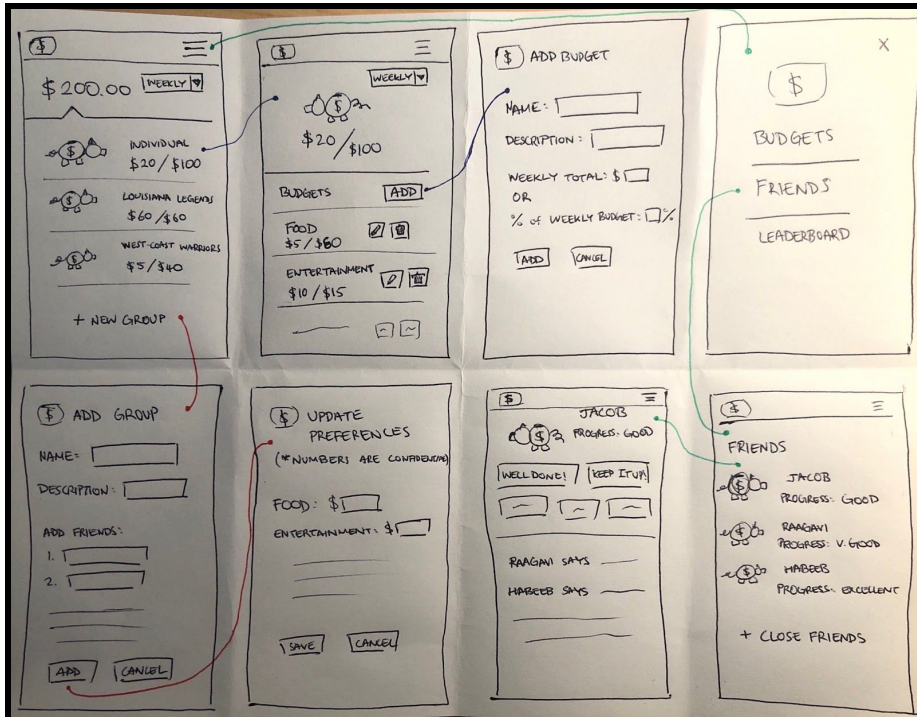 $
$200.00 WEEKLY
INDIVIDUAL
$20/$100
$
LOUISIANA LEGENDS
$60/$60
$
WEST-COAST WARRIORS
$5/$40
$
+ NEW GROUP
$
WEEKLY
$
$20/$100
BUDGETS ADD
FOOD
$5/$80
ENTERTAINMENT
$10/$15
$ ADD BUDGET
NAME:
DESCRIPTION:
WEEKLY TOTAL: $
OR
% of WEEKLY BUDGET: %
ADD CANCEL
X
$
BUDGETS
FRIENDS
LEADERBOARD
$ ADD GROUP
NAME:
DESCRIPTION:
ADD FRIENDS:
1.
2.
ADD CANCEL
$ UPDATE
PREFERENCES
(*NUMBERS ARE CONFIDENTIAL)
FOOD: $
ENTERTAINMENT: $
SAVE CANCEL
$
JACOB
$ PROGRESS: GOOD
WELL DONE! KEEP IT UP!
RAAGAVI SAYS
HABEEB SAYS
$
FRIENDS
JACOB
$
PROGRESS: GOOD
RAAGAVI
$
PROGRESS: V. GOOD
HABEEB
$
PROGRESS: EXCELLENT
+ CLOSE FRIENDS